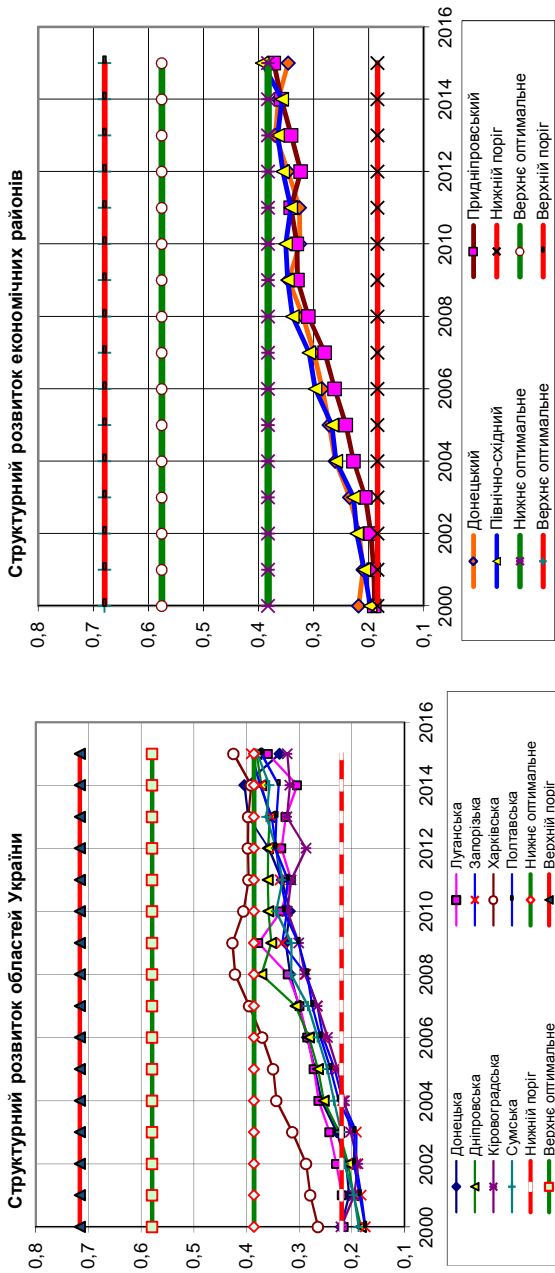 Структурний розвиток областей України
0,8
0,7
0,6
0,5
0,4
0,3
0,2
0,1
2000
2002
2004
2006
2008
2010
2012
2014
2016
Донецька
Луганська
Дніпровська
Запорізька
Кіровоградська
Харківська
Сумська
Полтавська
Нижній поріг
Нижнє оптимальне
Верхнє оптимальне
Верхній поріг
Структурний розвиток економічних районів
0,8
0,7
0,6
0,5
0,4
0,3
0,2
0,1
2000
2002
2004
2006
2008
2010
2012
2014
2016
Донецький
Придніпровський
Північно-східний
Нижній поріг
Нижнє оптимальне
Верхнє оптимальне
Верхнє оптимальне
Верхній поріг